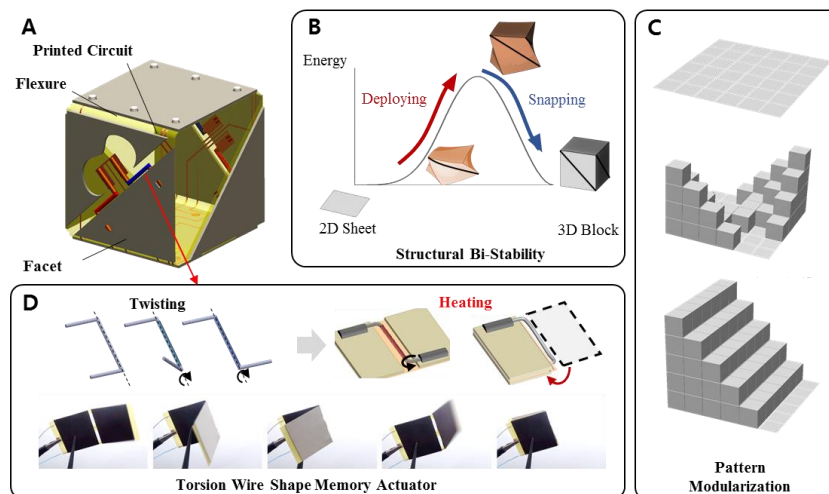 A
Printed Circuit
Flexure
Facet
B
Energy
Deploying
Snapping
2D Sheet
3D Block
Structural Bi-Stability
C
Pattern
Modularization
D
Twisting
Heating
Torsion Wire Shape Memory Actuator